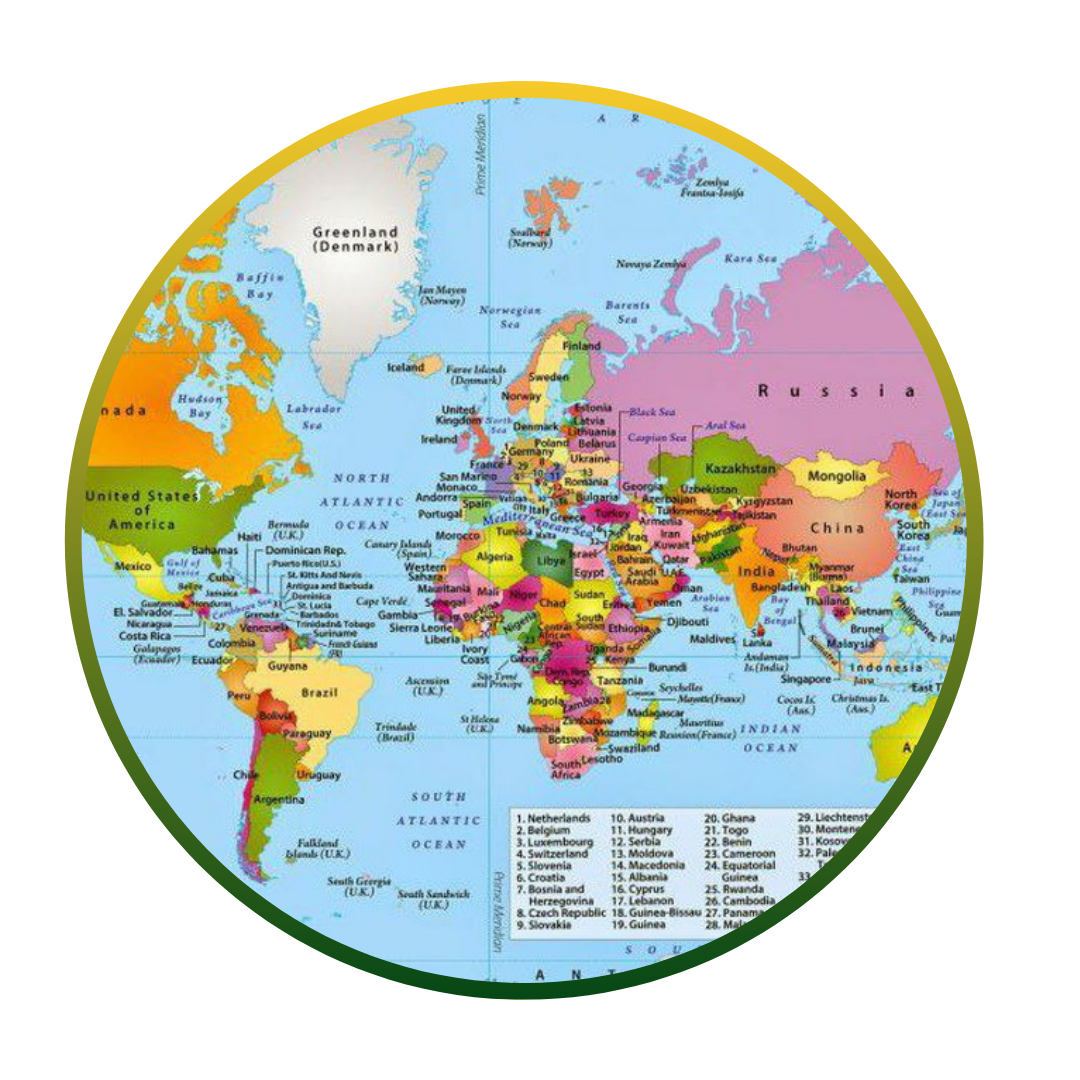 A R
Prime Meridian
Zemlya
Frantsa-Iosifa
Greenland
(Denmark)
Svalbard
(Norway)
Novaya Zemlya
Kara Sea
Baffin
Bay
Jan Mayen
(Norway)
Norwegian
Sea
Barents
Sea
Finland
Iceland
Faroe Islands
(Denmark)
Sweden
Norway
Russia
nada
Hudson
Bay
Labrador
Sea
United
Kingdom
North
Sea
Denmark
Estonia
Latvia
Lithuania
Belarus
Black Sea
Caspian Sea
Aral Sea
Ireland
Poland
Germany
Ukraine
France
29
10
11
13
San Marino
Monaco
Romania
Kazakhstan
Mongolia
Andorra
Vatican
Bulgaria
Georgia
Azerbaijan
Uzbekistan
Kyrgyzstan
Spain
Portugal
Italy
Greece
Turkey
Armenia
Turkmenistan
Tajikistan
North
Korea
Sea of
Japan
(East Sea
United States
of
America
NORTH
ATLANTIC
OCEAN
Mediterranean Sea
Malta
Morocco
Tunisia
China
South
Korea
Ja
Bermuda
(U.K.)
Canary Islands
(Spain)
Algeria
Libya
Israel
Jordan
Iraq
Iran
Kuwait
Afghanistan
Pakistan
East
China
Sea
Haiti
Bahamas
Dominican Rep.
Puerto Rico(U.S.)
Mexico
Gulf of
Mexico
Cuba
St. Kitts And Nevis
Antigua and Barbuda
Western
Sahara
Egypt
Bahrain
Qatar
Saudi
Arabia
UAE
Oman
Nepal
Bhutan
India
Bangladesh
Myanmar
(Burma)
Laos
Taiwan
Belize
Jamaica
Dominica
St. Lucia
Barbados
Trinidad& Tobago
Suriname
French Guiana
(FR)
Guatemala
Honduras
El. Salvador
Nicaragua
Costa Rica
27
Caribbean Sea
31
Grenada
Venezuela
Cape Verde
Mauritania
Mali
Niger
Chad
Sudan
Eritrea
Yemen
Arabian
Sea
Bay
of
Bengal
Thailand
Vietnam
Philippines
Philippine
Sea
Guam
Senegal
Gambia
Sierra Leone
Liberia
Burkina
Faso
Nigeria
Central
African
Rep.
South
Sudan
Ethiopia
Somalia
Djibouti
Maldives
Sri
Lanka
Galapagos
(Ecuador)
Ecuador
Colombia
Guyana
Ivory
Coast
24
Gabon
Sao Tomé
and Principe
Uganda
Kenya
Burundi
Andaman
Is.(India)
Brunei
Malaysia
Sumatra
Indonesia
Pal
Singapore
Java
East T
Peru
Brazil
Ascension
(U.K.)
Dem. Rep.
Congo
Tanzania
Seychelles
Comoros
Mayotte(France)
Cocos Is.
(Aus.)
Christmas Is.
(Aus.)
Bolivia
Angola
Zambia
28
Madagascar
Paraguay
Trindade
(Brazil)
St Helena
(U.K.)
Namibia
Zimbabwe
Mozambique
Botswana
Mauritius
Reunion(France)
INDIAN
OCEAN
Swaziland
Lesotho
South
Africa
Chile
Uruguay
Argentina
SOUTH
ATLANTIC
OCEAN
Falkland
Islands (U.K.)
South Georgia
(U.K.)
South Sandwich
(U.K.)
Prime Meridian
1. Netherlands
2. Belgium
3. Luxembourg
4. Switzerland
5. Slovenia
6. Croatia
7. Bosnia and
Herzegovina
8. Czech Republic
9. Slovakia
10. Austria
11. Hungary
12. Serbia
13. Moldova
14. Macedonia
15. Albania
16. Cyprus
17. Lebanon
18. Guinea-Bissau
19. Guinea
20. Ghana
21. Togo
22. Benin
23. Cameroon
24. Equatorial
Guinea
25. Rwanda
26. Cambodia
27. Panama
28. Mal
29. Liechtenst
30. Montene
31. Kosov
32. Pale
33
S O U
A N T